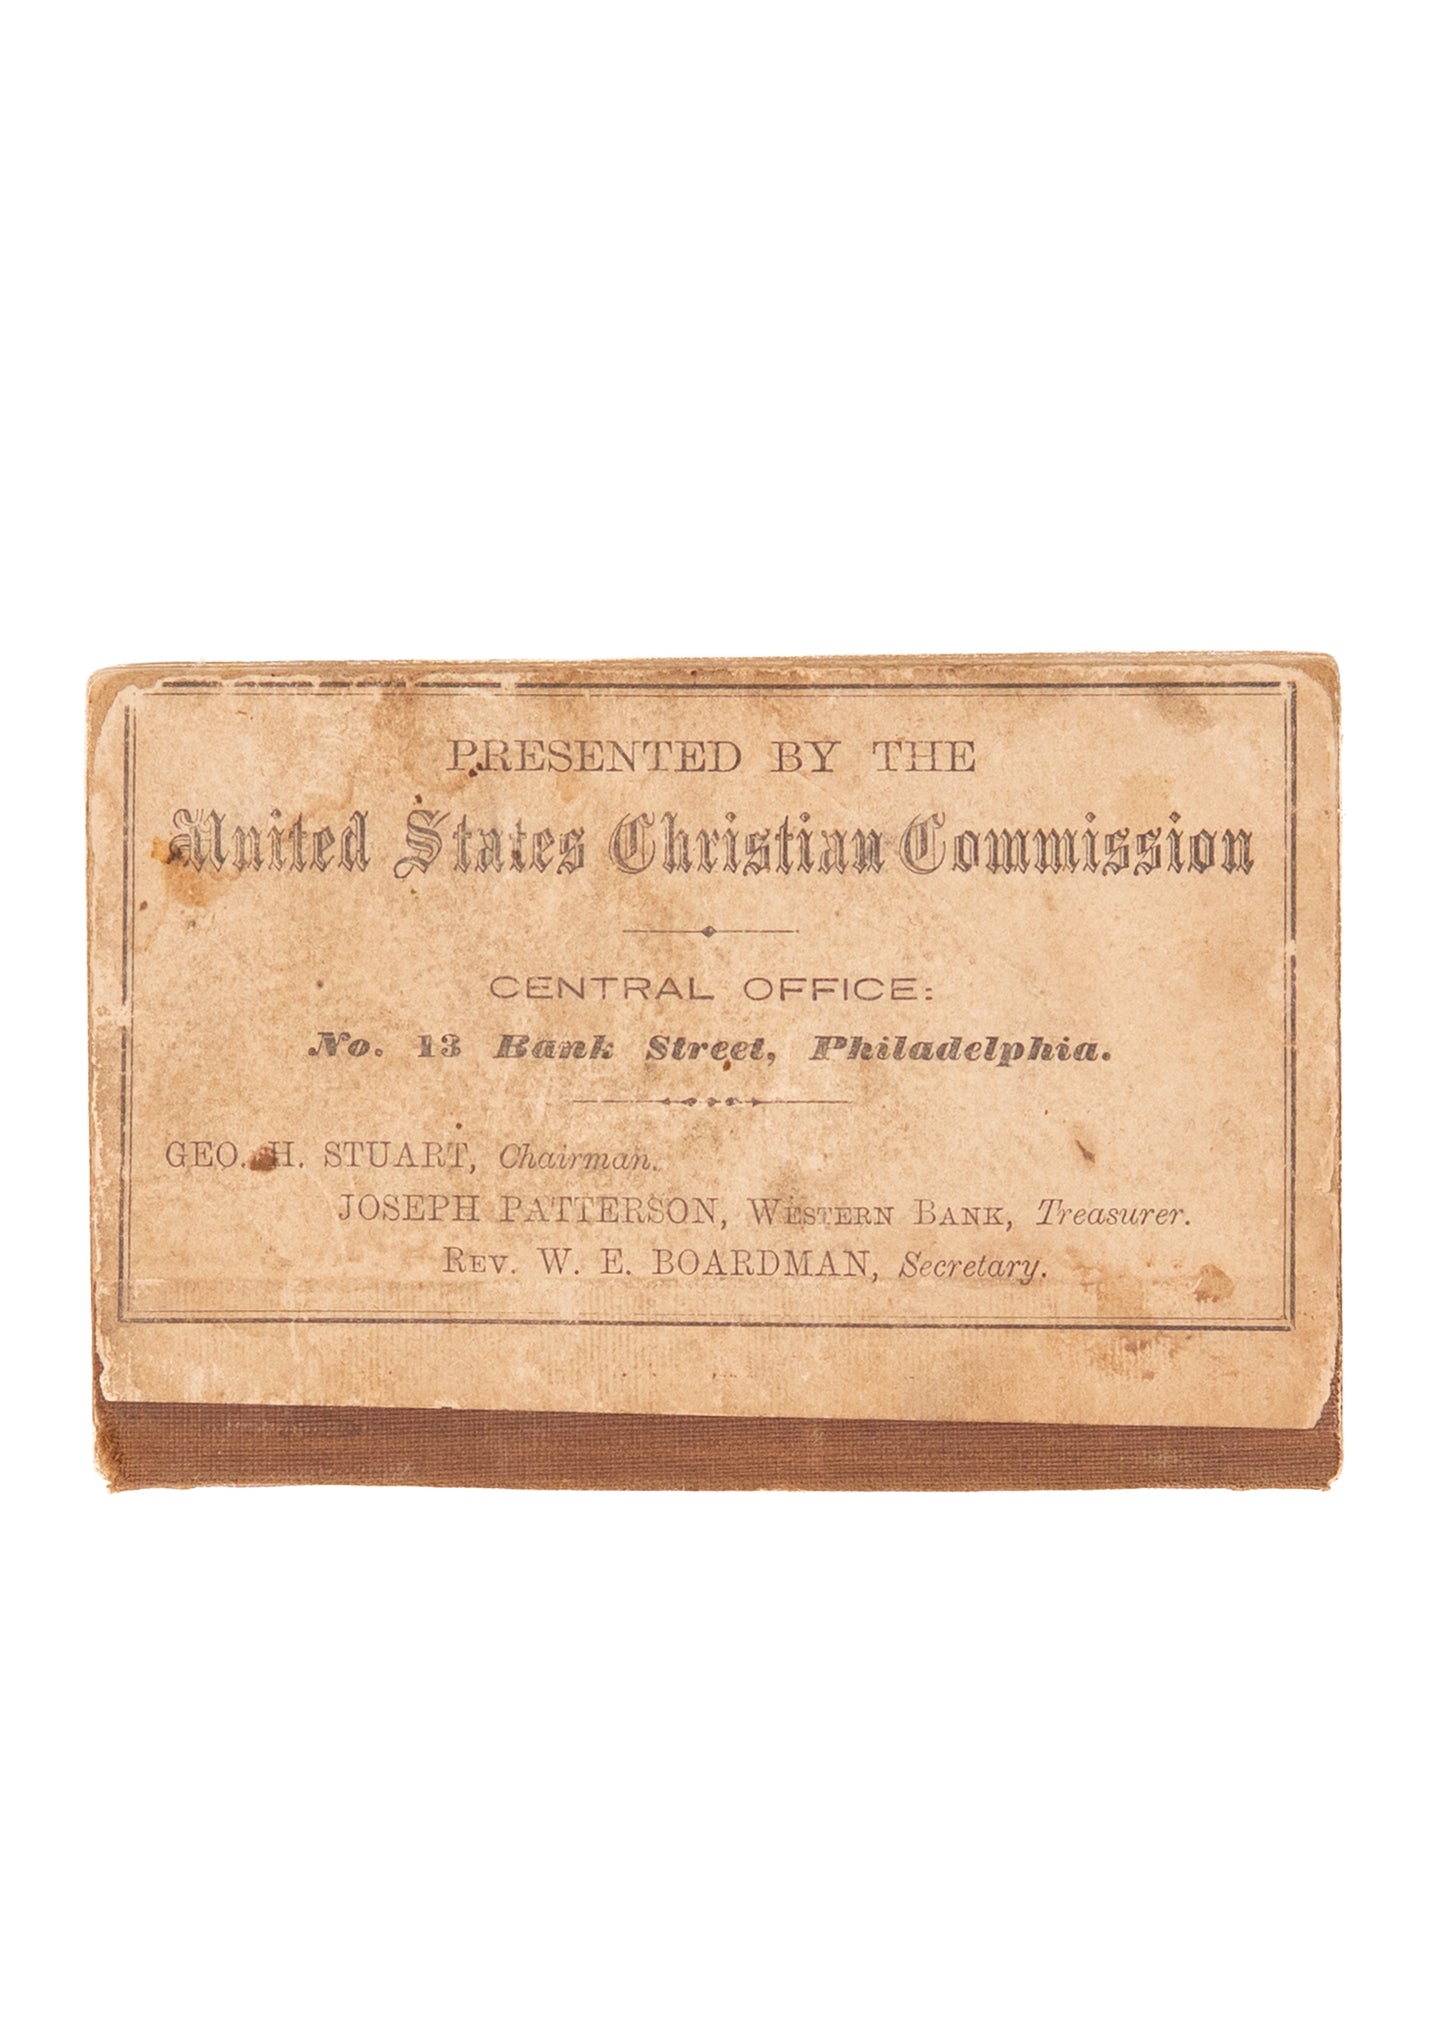 PRESENTED BY THE
United States Christian Commission
CENTRAL OFFICE:
No. 13 Bank Street, Philadelphia.
GEO. H. STUART, Chairman.
JOSEPH PATTERSON, WESTERN BANK, Treasurer.
REV. W. E. BOARDMAN, Secretary.